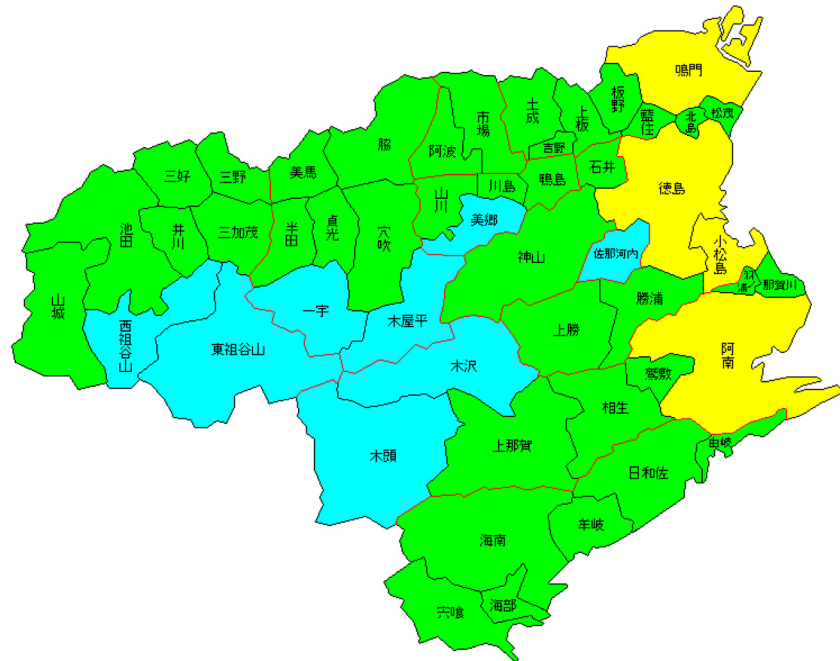 鳴門
板野
上板
土成
市場
脇
藍住
北島
松茂
阿波
吉野
石井
美馬
三野
三好
鴨島
川島
山川
徳島
美郷
穴吹
貞光
半田
三加茂
井川
池田
小松島
佐那河内
神山
羽浦
那賀川
勝浦
山城
西祖谷山
東祖谷山
一宇
木屋平
上勝
阿南
木沢
鷲敷
相生
木頭
上那賀
由岐
日和佐
牟岐
海南
海部
宍喰